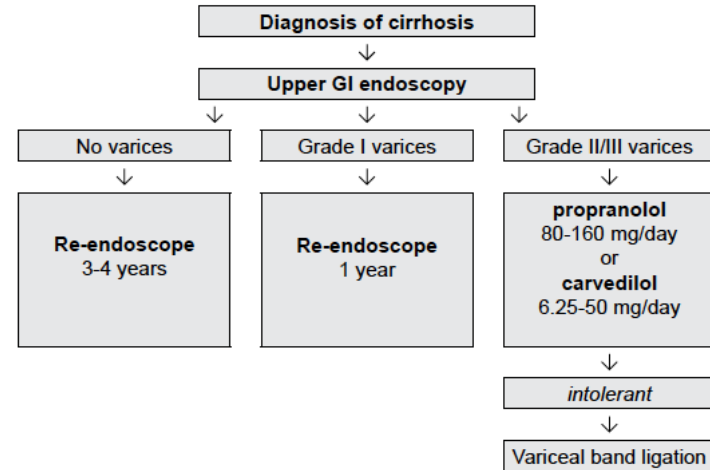 Diagnosis of cirrhosis
Upper GI endoscopy
No varices
Grade I varices
Grade II/III varices
Re-endoscope
3-4 years
Re-endoscope
1 year
propranolol
80-160 mg/day
or
carvedilol
6.25-50 mg/day
intolerant
Variceal band ligation